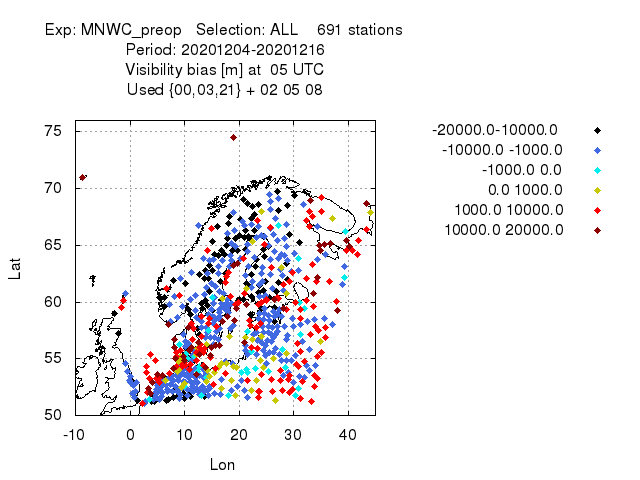 Exp: MNWC_preop   Selection: ALL    691 stations
Period: 20201204-20201216
Visibility bias [m] at  05 UTC
Used {00,03,21} + 02 05 08
-20000.0-10000.0
-10000.0 -1000.0
-1000.0 0.0
0.0 1000.0
1000.0 10000.0
10000.0 20000.0
75
70
65
60
55
50
Lat
-10 0 10 20 30 40
Lon